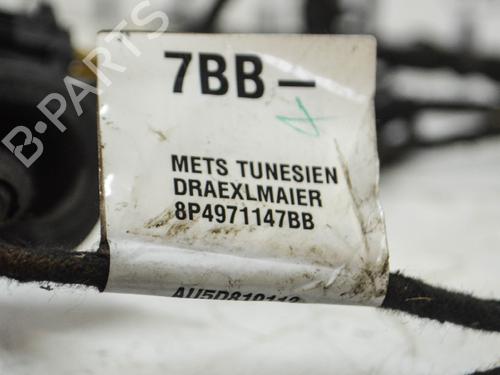 7BB-
METS TUNESIEN
DRAEXLMAIER
8P4971147BB
B-PARTS